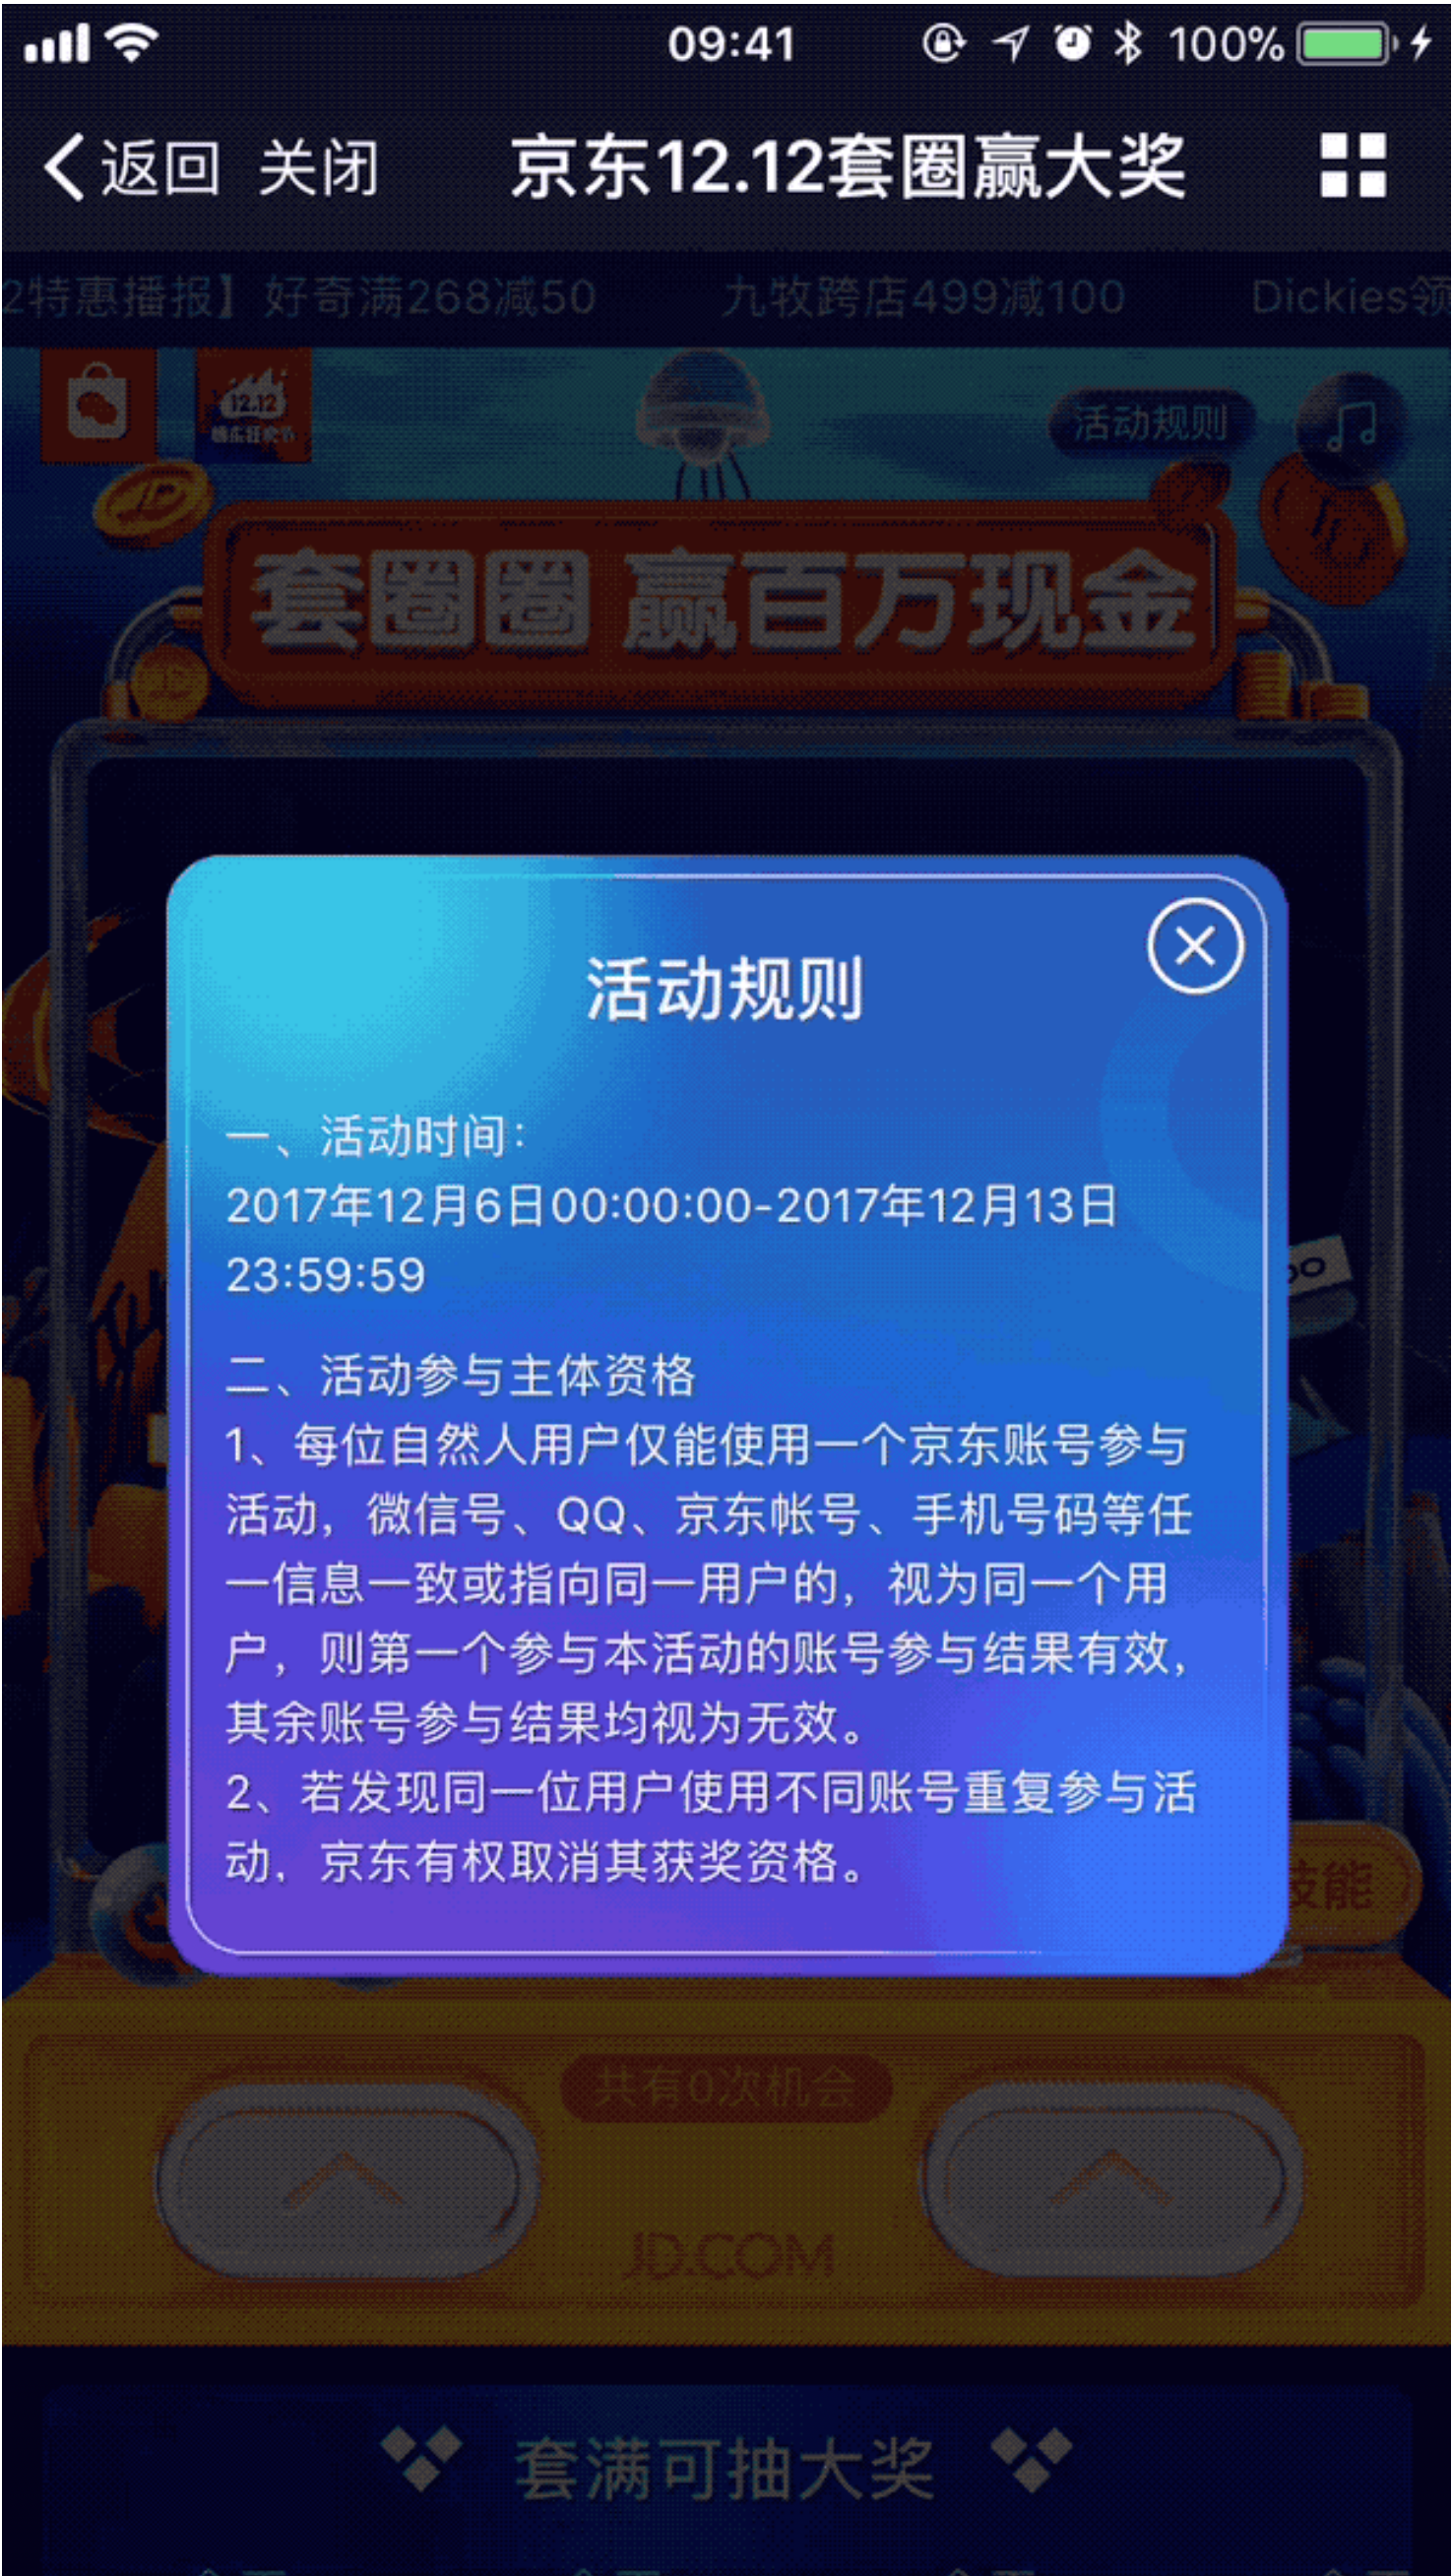 09:41
100%
返回 关闭 京东12.12套圈赢大奖
2特惠播报】好奇满268减50 九牧跨店499减100 Dickies领
12.12
活动规则
JD
套圈圈 赢百万现金
活动规则
一、活动时间：
2017年12月6日00:00:00-2017年12月13日
23:59:59
二、活动参与主体资格
1、每位自然人用户仅能使用一个京东账号参与
活动，微信号、QQ、京东帐号、手机号码等任
一信息一致或指向同一用户的，视为同一个用
户，则第一个参与本活动的账号参与结果有效，
其余账号参与结果均视为无效。
2、若发现同一位用户使用不同账号重复参与活
动，京东有权取消其获奖资格。
技能
共有0次机会
JD.COM
套满可抽大奖